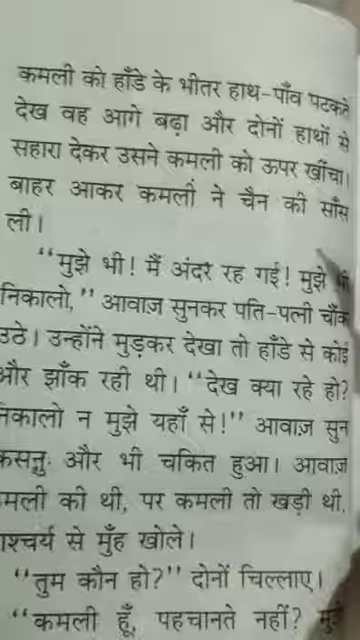 कमली को हाँडे के भीतर हाथ-पाँव पटकते
देख वह आगे बढ़ा और दोनों हाथों से
सहारा देकर उसने कमली को ऊपर खींचा।
बाहर आकर कमली ने चैन की साँस
ली।
“मुझे भी! मैं अंदर रह गई! मुझे भी
निकालो,” आवाज़ सुनकर पति-पत्नी चौंक
उठे। उन्होंने मुड़कर देखा तो हाँडे से कोई
और झाँक रही थी। “देख क्या रहे हो?
निकालो न मुझे यहाँ से!” आवाज़ सुन
कसन्नु और भी चकित हुआ। आवाज़
मली की थी, पर कमली तो खड़ी थी,
ाश्चर्य से मुँह खोले।
“तुम कौन हो?” दोनों चिल्लाए।
“कमली हूँ, पहचानते नहीं?